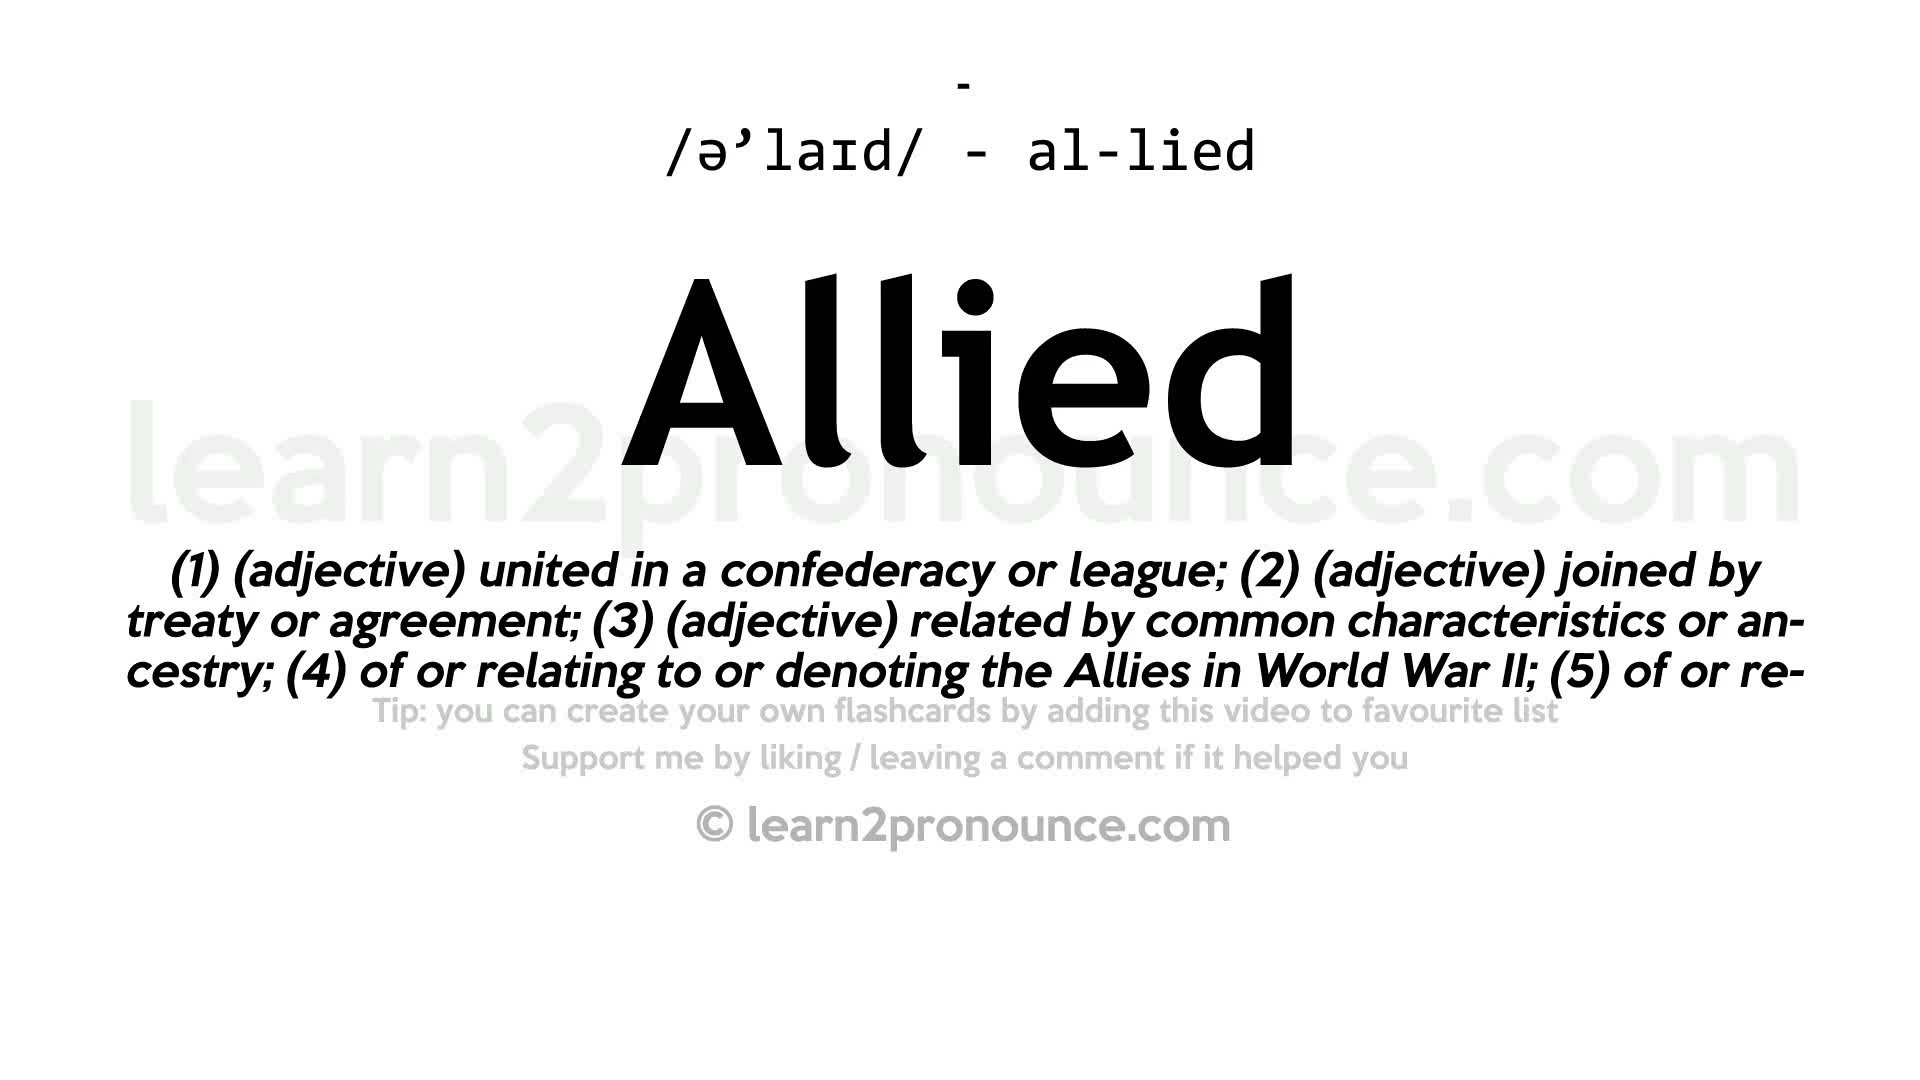 -
/ə’laɪd/ - al-lied
Allied
learn2pronounce.com
(1) (adjective) united in a confederacy or league; (2) (adjective) joined by
treaty or agreement; (3) (adjective) related by common characteristics or an-
cestry; (4) of or relating to or denoting the Allies in World War II; (5) of or re-
Tip: you can create your own flashcards by adding this video to favourite list
Support me by liking / leaving a comment if it helped you
© learn2pronounce.com